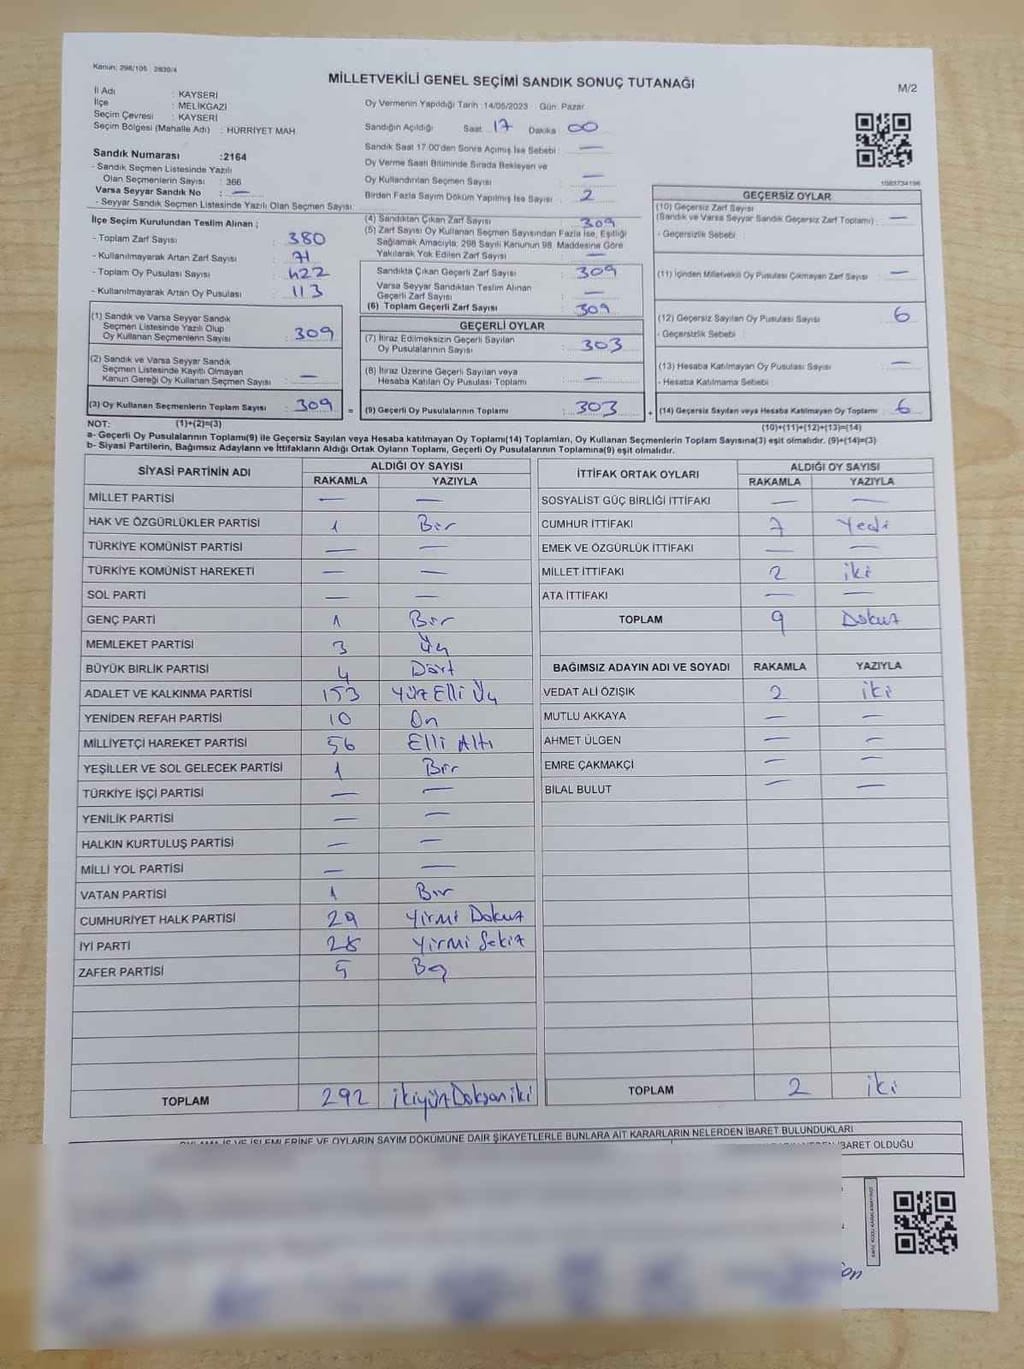 Kanun: 298/105 2839/4
MİLLETVEKİLİ GENEL SEÇİMİ SANDIK SONUÇ TUTANAĞI
M/2
İl Adı : KAYSERİ
İlçe : MELİKGAZİ
Seçim Çevresi : KAYSERİ
Seçim Bölgesi (Mahalle Adı) : HÜRRİYET MAH
Sandık Numarası :2164
- Sandık Seçmen Listesinde Yazılı
Olan Seçmenlerin Sayısı : 366
Varsa Seyyar Sandık No : —
- Seyyar Sandık Seçmen Listesinde Yazılı Olan Seçmen Sayısı:
Oy Vermenin Yapıldığı Tarih :14/05/2023 Gün: Pazar
Sandığın Açıldığı Saat 17 Dakika 00
Sandık Saat 17.00'den Sonra Açımış İse Sebebi : —
Oy Verme Saati Bitiminde Sırada Bekleyen ve
Oy Kullandırılan Seçmen Sayısı : —
Birden Fazla Sayım Döküm Yapılmış İse Sayısı : 2
İlçe Seçim Kurulundan Teslim Alınan ;
- Toplam Zarf Sayısı : 380
- Kullanılmayarak Artan Zarf Sayısı : 71
- Toplam Oy Pusulası Sayısı : 422
- Kullanılmayarak Artan Oy Pusulası : 113
(1) Sandık ve Varsa Seyyar Sandık
Seçmen Listesinde Yazılı Olup
Oy Kullanan Seçmenlerin Sayısı : 309
(2) Sandık ve Varsa Seyyar Sandık
Seçmen Listesinde Kayıtlı Olmayan
Kanun Gereği Oy Kullanan Seçmen Sayısı : —
(3) Oy Kullanan Seçmenlerin Toplam Sayısı : 309 =
(4) Sandıktan Çıkan Zarf Sayısı : 309
(5) Zarf Sayısı Oy Kullanan Seçmen Sayısından Fazla İse, Eşitliği
Sağlamak Amacıyla; 298 Sayılı Kanunun 98. Maddesine Göre
Yakılarak Yok Edilen Zarf Sayısı : —
Sandıkta Çıkan Geçerli Zarf Sayısı : 309
Varsa Seyyar Sandıktan Teslim Alınan
Geçerli Zarf Sayısı : —
(6) Toplam Geçerli Zarf Sayısı : 309
GEÇERLİ OYLAR
(7) İtiraz Edilmeksizin Geçerli Sayılan
Oy Pusulalarının Sayısı : 303
(8) İtiraz Üzerine Geçerli Sayılan veya
Hesaba Katılan Oy Pusulası Toplamı : —
(9) Geçerli Oy Pusulalarının Toplamı : 303 +
GEÇERSİZ OYLAR
(10) Geçersiz Zarf Sayısı
(Sandık ve Varsa Seyyar Sandık Geçersiz Zarf Toplamı) : —
- Geçersizlik Sebebi :
(11) İçinden Milletvekili Oy Pusulası Çıkmayan Zarf Sayısı : —
(12) Geçersiz Sayılan Oy Pusulası Sayısı : 6
- Geçersizlik Sebebi :
(13) Hesaba Katılmayan Oy Pusulası Sayısı : —
- Hesaba Katılmama Sebebi :
(14) Geçersiz Sayılan veya Hesaba Katılmayan Oy Toplamı : 6
NOT: (1)+(2)=(3) (10)+(11)+(12)+(13)=(14)
a- Geçerli Oy Pusulalarının Toplamı(9) ile Geçersiz Sayılan veya Hesaba katılmayan Oy Toplamı(14) Toplamları, Oy Kullanan Seçmenlerin Toplam Sayısına(3) eşit olmalıdır. (9)+(14)=(3)
b- Siyasi Partilerin, Bağımsız Adayların ve İttifakların Aldığı Oyların Toplamı, Geçerli Oy Pusulalarının Toplamına(9) eşit olmalıdır.
SİYASİ PARTİNİN ADI ALDIĞI OY SAYISI
RAKAMLA YAZIYLA
MİLLET PARTİSİ — —
HAK VE ÖZGÜRLÜKLER PARTİSİ 1 Bir
TÜRKİYE KOMÜNİST PARTİSİ — —
TÜRKİYE KOMÜNİST HAREKETİ — —
SOL PARTİ — —
GENÇ PARTİ 1 Bir
MEMLEKET PARTİSİ 3 Üç
BÜYÜK BİRLİK PARTİSİ 4 Dört
ADALET VE KALKINMA PARTİSİ 153 Yüz Elli Üç
YENİDEN REFAH PARTİSİ 10 On
MİLLİYETÇİ HAREKET PARTİSİ 56 Elli Altı
YEŞİLLER VE SOL GELECEK PARTİSİ 1 Bir
TÜRKİYE İŞÇİ PARTİSİ — —
YENİLİK PARTİSİ — —
HALKIN KURTULUŞ PARTİSİ — —
MİLLİ YOL PARTİSİ — —
VATAN PARTİSİ 1 Bir
CUMHURİYET HALK PARTİSİ 29 Yirmi Dokuz
İYİ PARTİ 28 Yirmi Sekiz
ZAFER PARTİSİ 5 Beş
TOPLAM 292 ikiyüz Doksan iki
İTTİFAK ORTAK OYLARI ALDIĞI OY SAYISI
RAKAMLA YAZIYLA
SOSYALİST GÜÇ BİRLİĞİ İTTİFAKI — —
CUMHUR İTTİFAKI 7 Yedi
EMEK VE ÖZGÜRLÜK İTTİFAKI — —
MİLLET İTTİFAKI 2 iki
ATA İTTİFAKI — —
TOPLAM 9 Dokuz
BAĞIMSIZ ADAYIN ADI VE SOYADI RAKAMLA YAZIYLA
VEDAT ALİ ÖZIŞIK 2 iki
MUTLU AKKAYA — —
AHMET ÜLGEN — —
EMRE ÇAKMAKÇİ — —
BİLAL BULUT — —
TOPLAM 2 iki
OYLAMA İŞ VE İŞLEMLERİNE VE OYLARIN SAYIM DÖKÜMÜNE DAİR ŞİKAYETLERLE BUNLARA AİT KARARLARIN NELERDEN İBARET BULUNDUKLARI
İBARET OLDUĞU